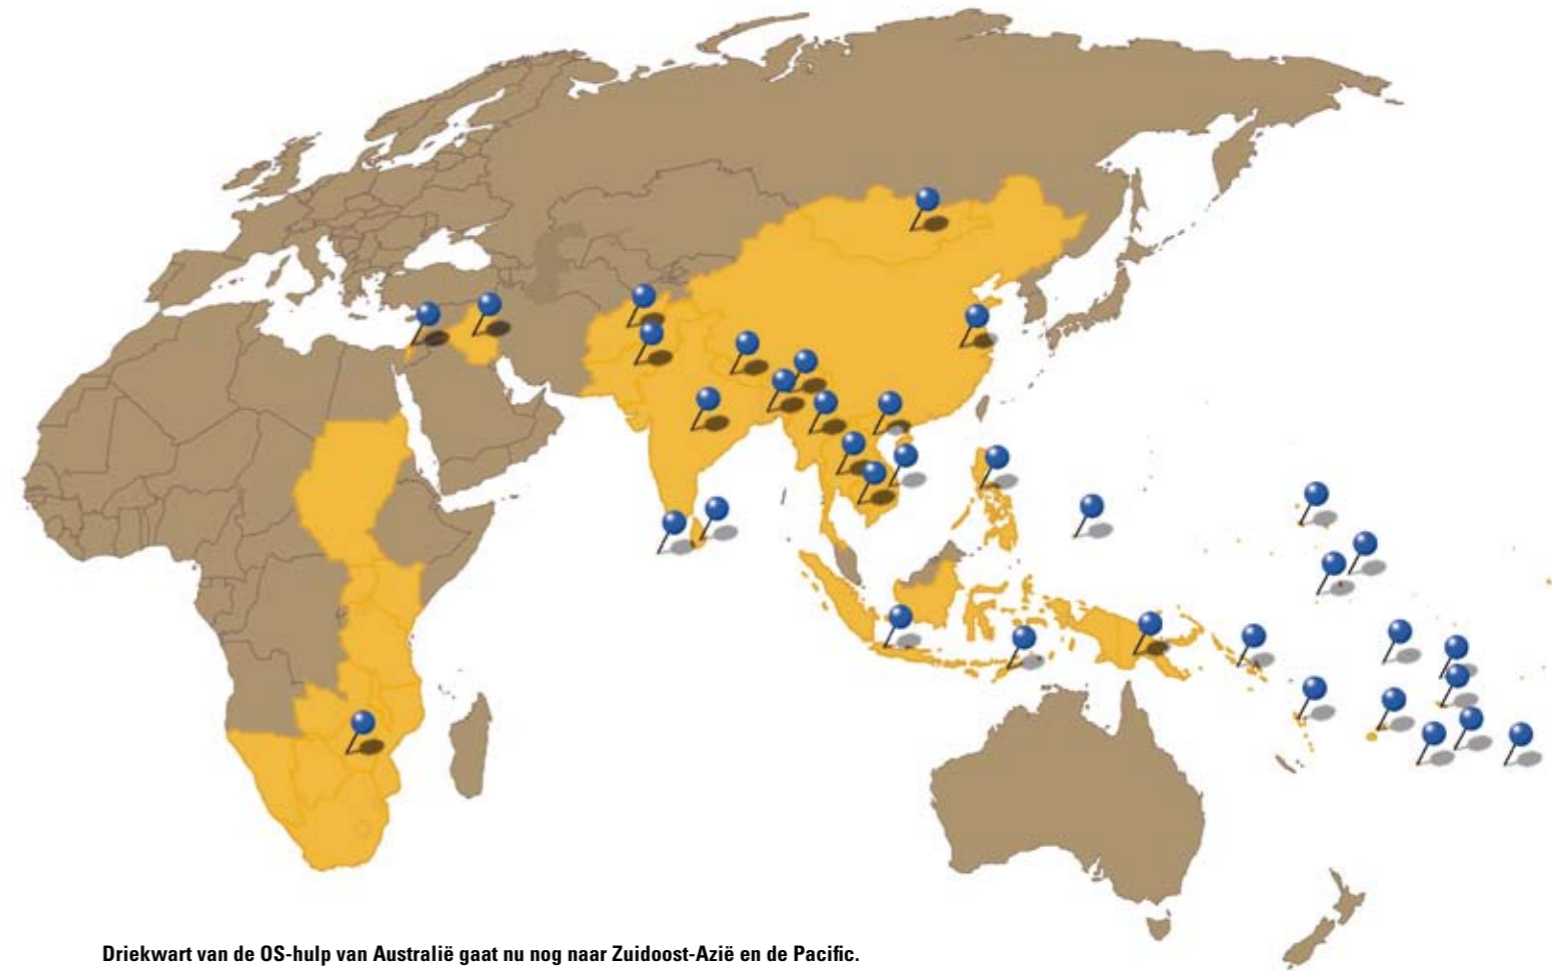 Driekwart van de OS-hulp van Australië gaat nu nog naar Zuidoost-Azië en de Pacific.